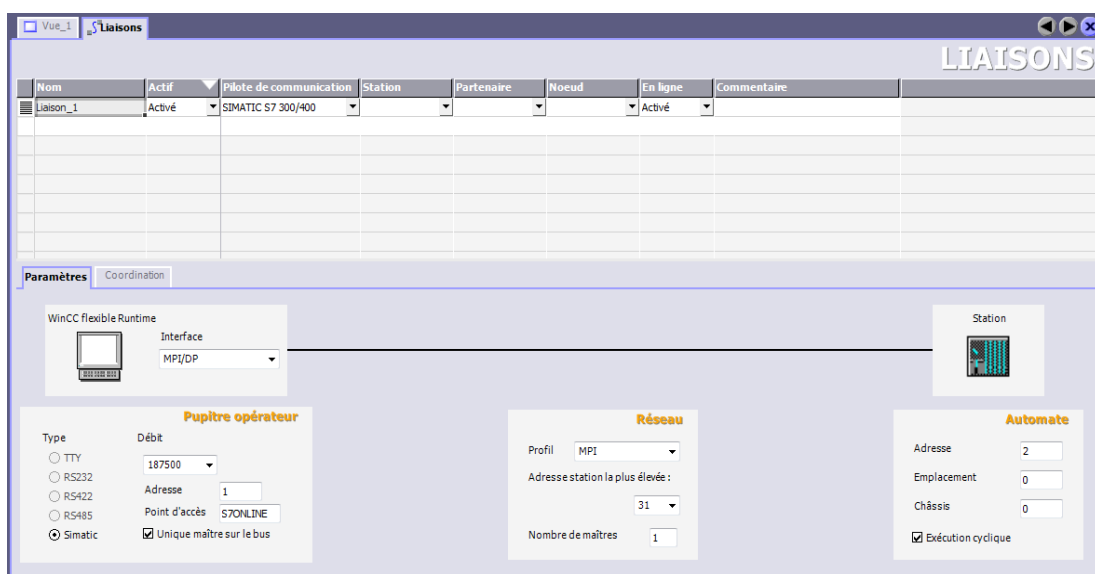 Vue_1 Liaisons
LIAISONS
Nom Actif Pilote de communication Station Partenaire Noeud En ligne Commentaire
Liaison_1 Activé SIMATIC S7 300/400 Activé
Paramètres Coordination
WinCC flexible Runtime Station
Interface
MPI/DP
Pupitre opérateur Réseau Automate
Type Débit
TTY 187500 Profil MPI Adresse 2
RS232 Adresse station la plus élevée : Emplacement 0
RS422 Adresse 1
RS485 Point d'accès S7ONLINE 31 Châssis 0
Simatic Unique maître sur le bus Nombre de maîtres 1 Exécution cyclique